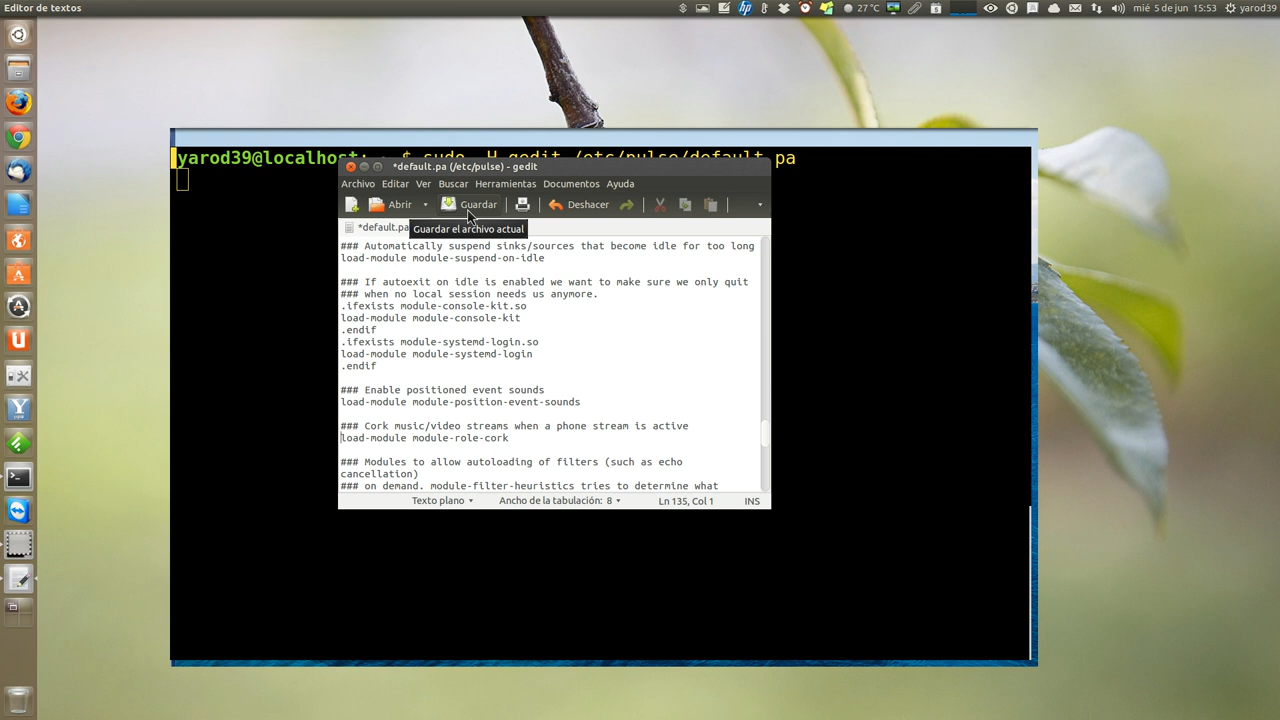 Editor de textos
27 °C
mié 5 de jun 15:53
yarod39
yarod39@localhost: ~ $ sudo -H gedit /etc/pulse/default.pa
*default.pa (/etc/pulse) - gedit
Archivo Editar Ver Buscar Herramientas Documentos Ayuda
Abrir Guardar Deshacer
*default.pa
Guardar el archivo actual
### Automatically suspend sinks/sources that become idle for too long
load-module module-suspend-on-idle
### If autoexit on idle is enabled we want to make sure we only quit
### when no local session needs us anymore.
.ifexists module-console-kit.so
load-module module-console-kit
.endif
.ifexists module-systemd-login.so
load-module module-systemd-login
.endif
### Enable positioned event sounds
load-module module-position-event-sounds
### Cork music/video streams when a phone stream is active
load-module module-role-cork
### Modules to allow autoloading of filters (such as echo
cancellation)
### on demand. module-filter-heuristics tries to determine what
Texto plano Ancho de la tabulación: 8 Ln 135, Col 1 INS